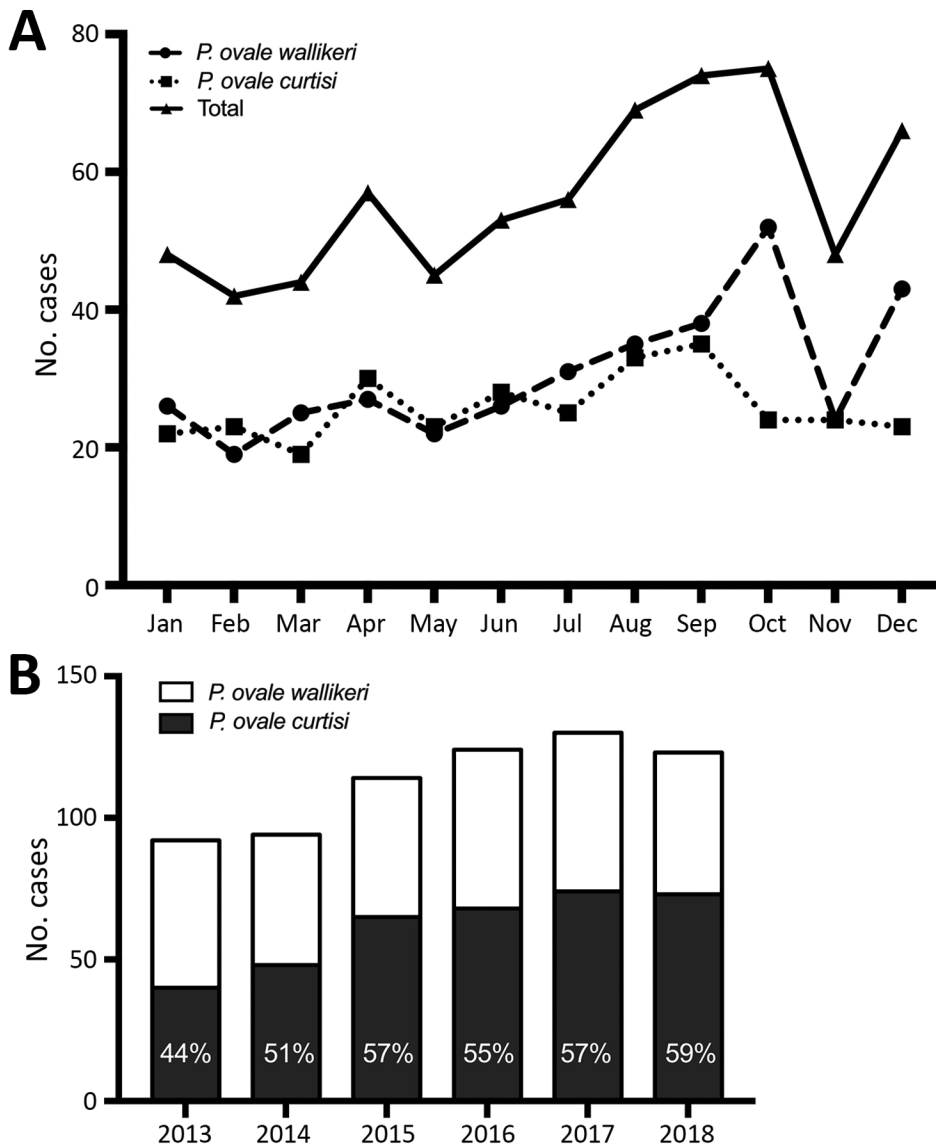 A
80
60
40
20
0
No. cases
P. ovale wallikeri
P. ovale curtisi
Total
Jan Feb Mar Apr May Jun Jul Aug Sep Oct Nov Dec
B
150
100
50
0
No. cases
P. ovale wallikeri
P. ovale curtisi
44% 51% 57% 55% 57% 59%
2013 2014 2015 2016 2017 2018